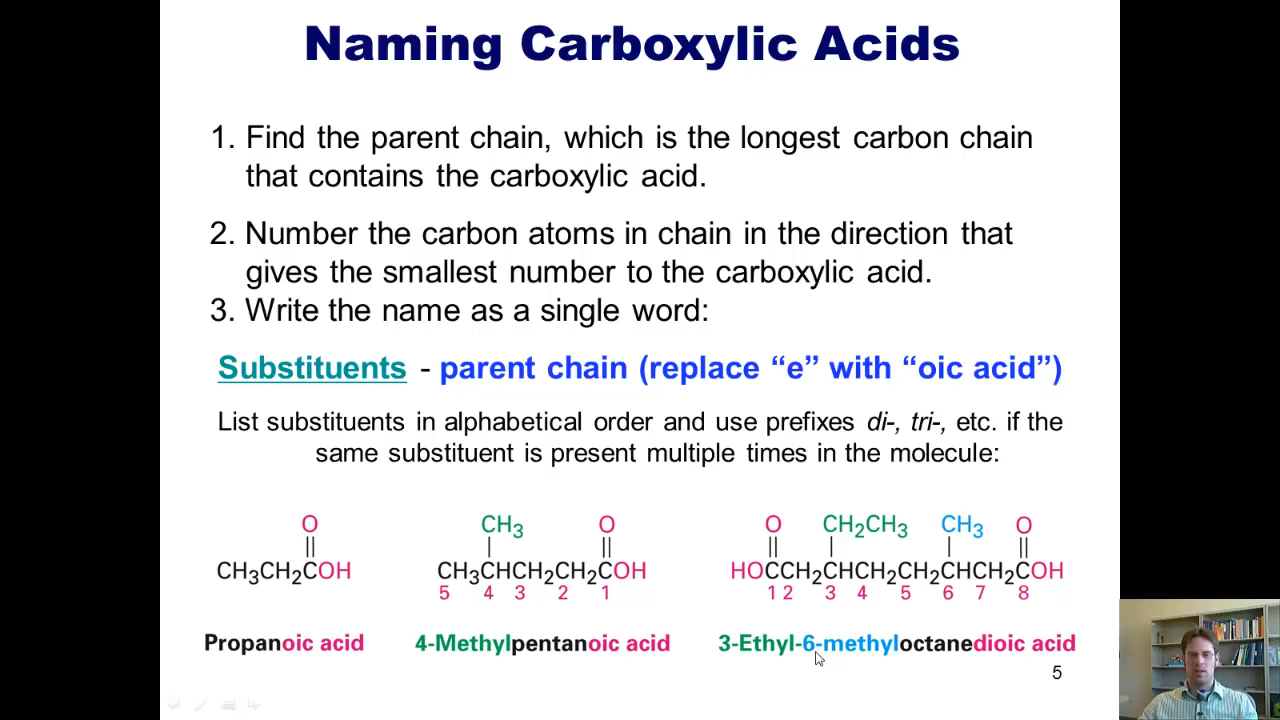 Naming Carboxylic Acids
1. Find the parent chain, which is the longest carbon chain
that contains the carboxylic acid.
2. Number the carbon atoms in chain in the direction that
gives the smallest number to the carboxylic acid.
3. Write the name as a single word:
Substituents - parent chain (replace “e” with “oic acid”)
List substituents in alphabetical order and use prefixes di-, tri-, etc. if the
same substituent is present multiple times in the molecule:
O
CH3CH2COH
Propanoic acid
CH3 O
CH3CHCH2CH2COH
5 4 3 2 1
4-Methylpentanoic acid
O CH2CH3 CH3 O
HOCCH2CHCH2CH2CHCH2COH
1 2 3 4 5 6 7 8
3-Ethyl-6-methyloctanedioic acid
5